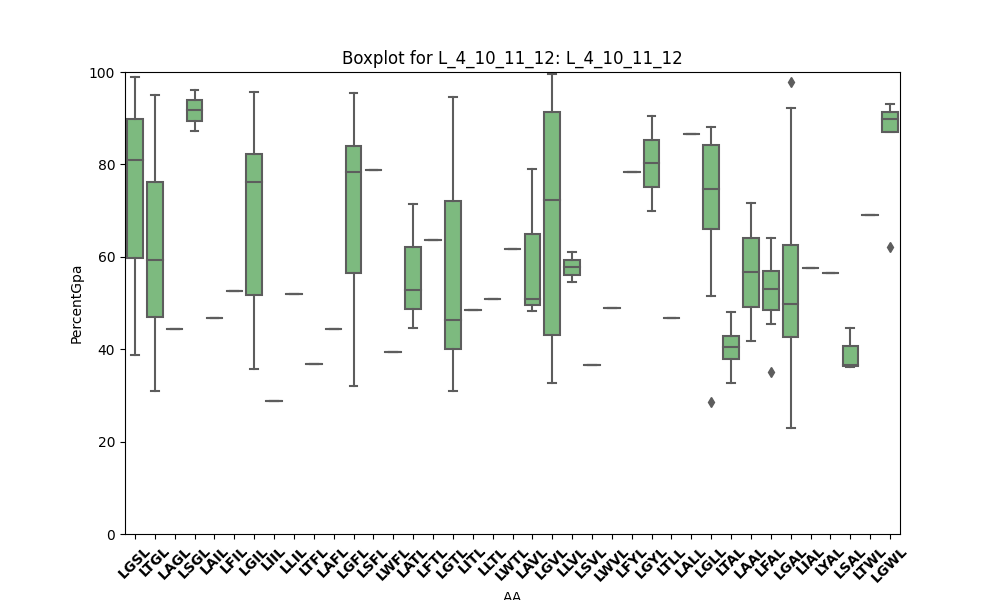 Boxplot for L_4_10_11_12: L_4_10_11_12
PercentGpa
100
80
60
40
20
0
LGSL LTGL LAGL LSGL LAIL LFIL LGIL LIIL LLIL LTFL LAFL LGFL LSFL LWFL LATL LFTL LGTL LITL LLTL LWTL LAVL LGVL LLVL LSVL LWVL LFYL LGYL LTLL LALL LGLL LTAL LAAL LFAL LGAL LIAL LYAL LSAL LTWL LGWL
AA